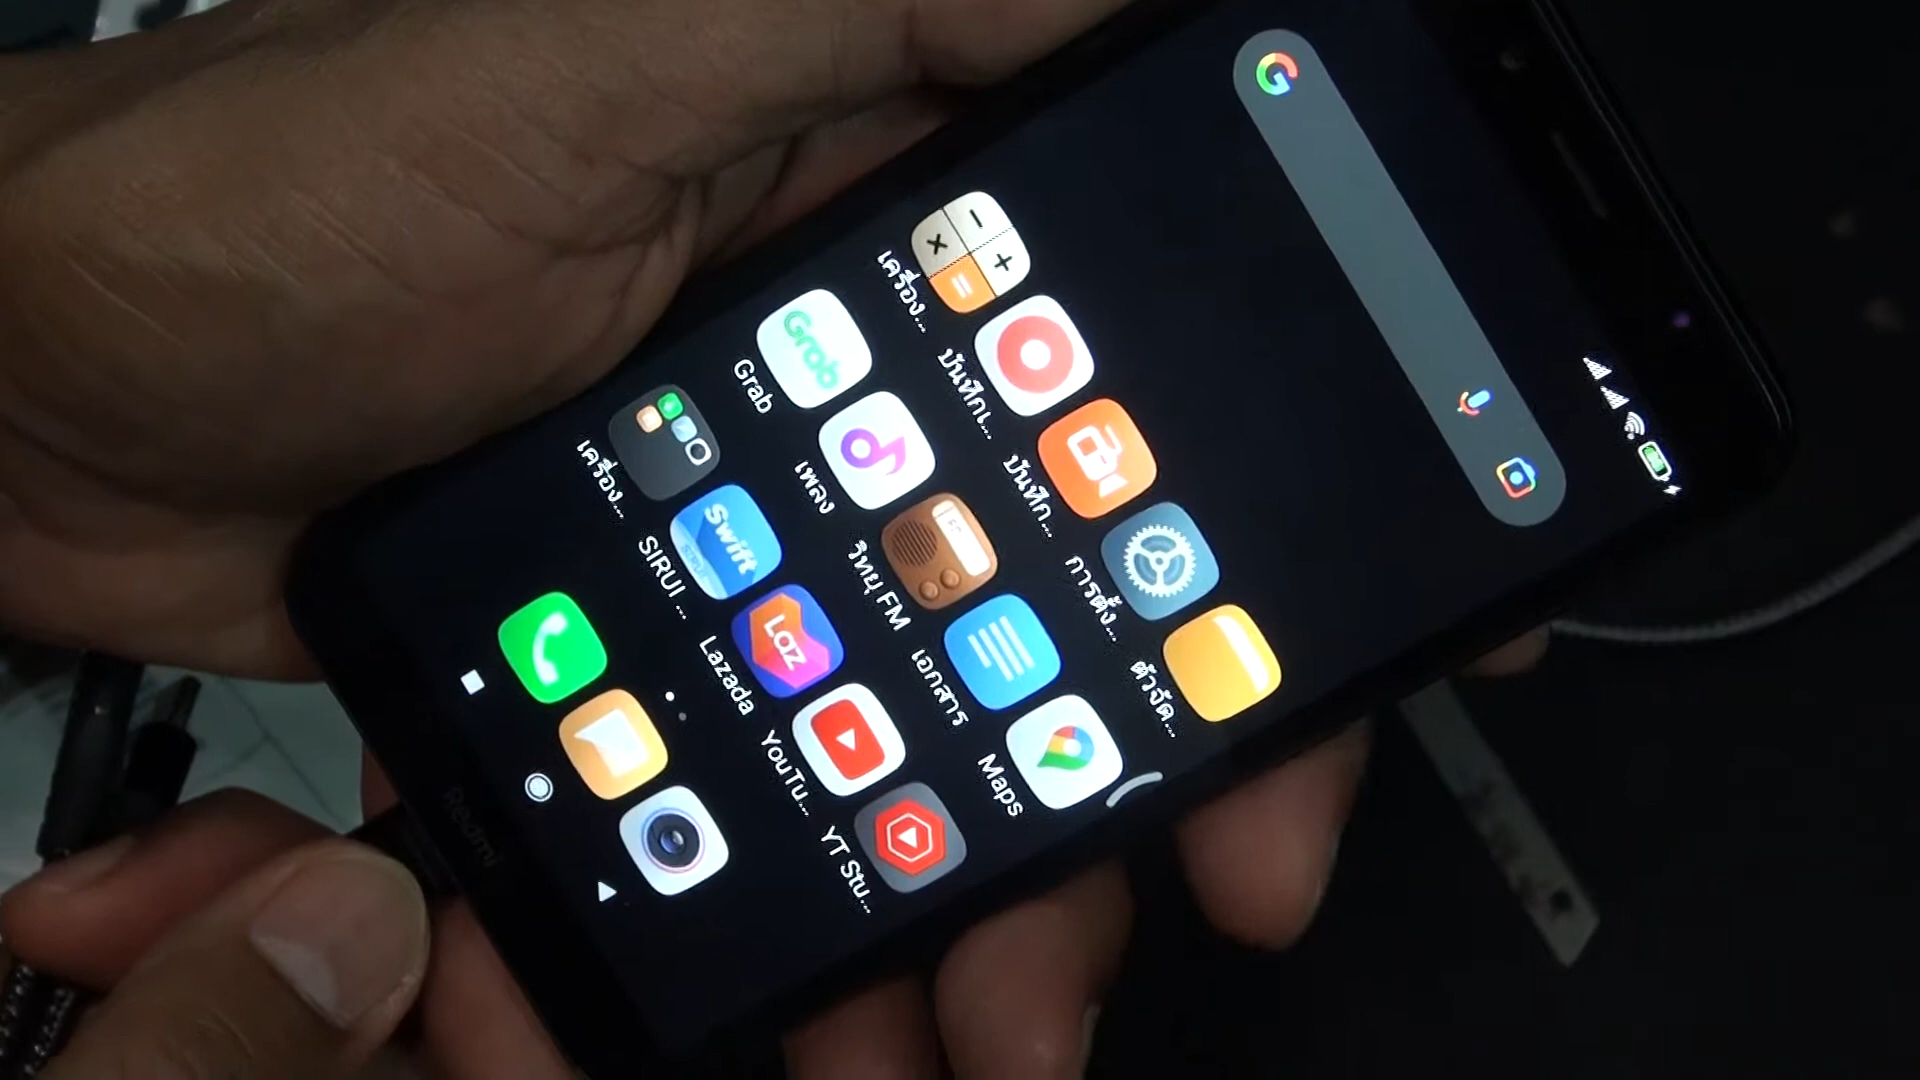 เครื่อง...
บันทึกเ...
บันทึก...
การตั้ง...
ตัวจัด...
Grab
Grab
เพลง
วิทยุ FM
เอกสาร
Maps
เครื่อง...
Swift
SIRUI ...
Laz
Lazada
YouTu...
YT Stu...
Redmi